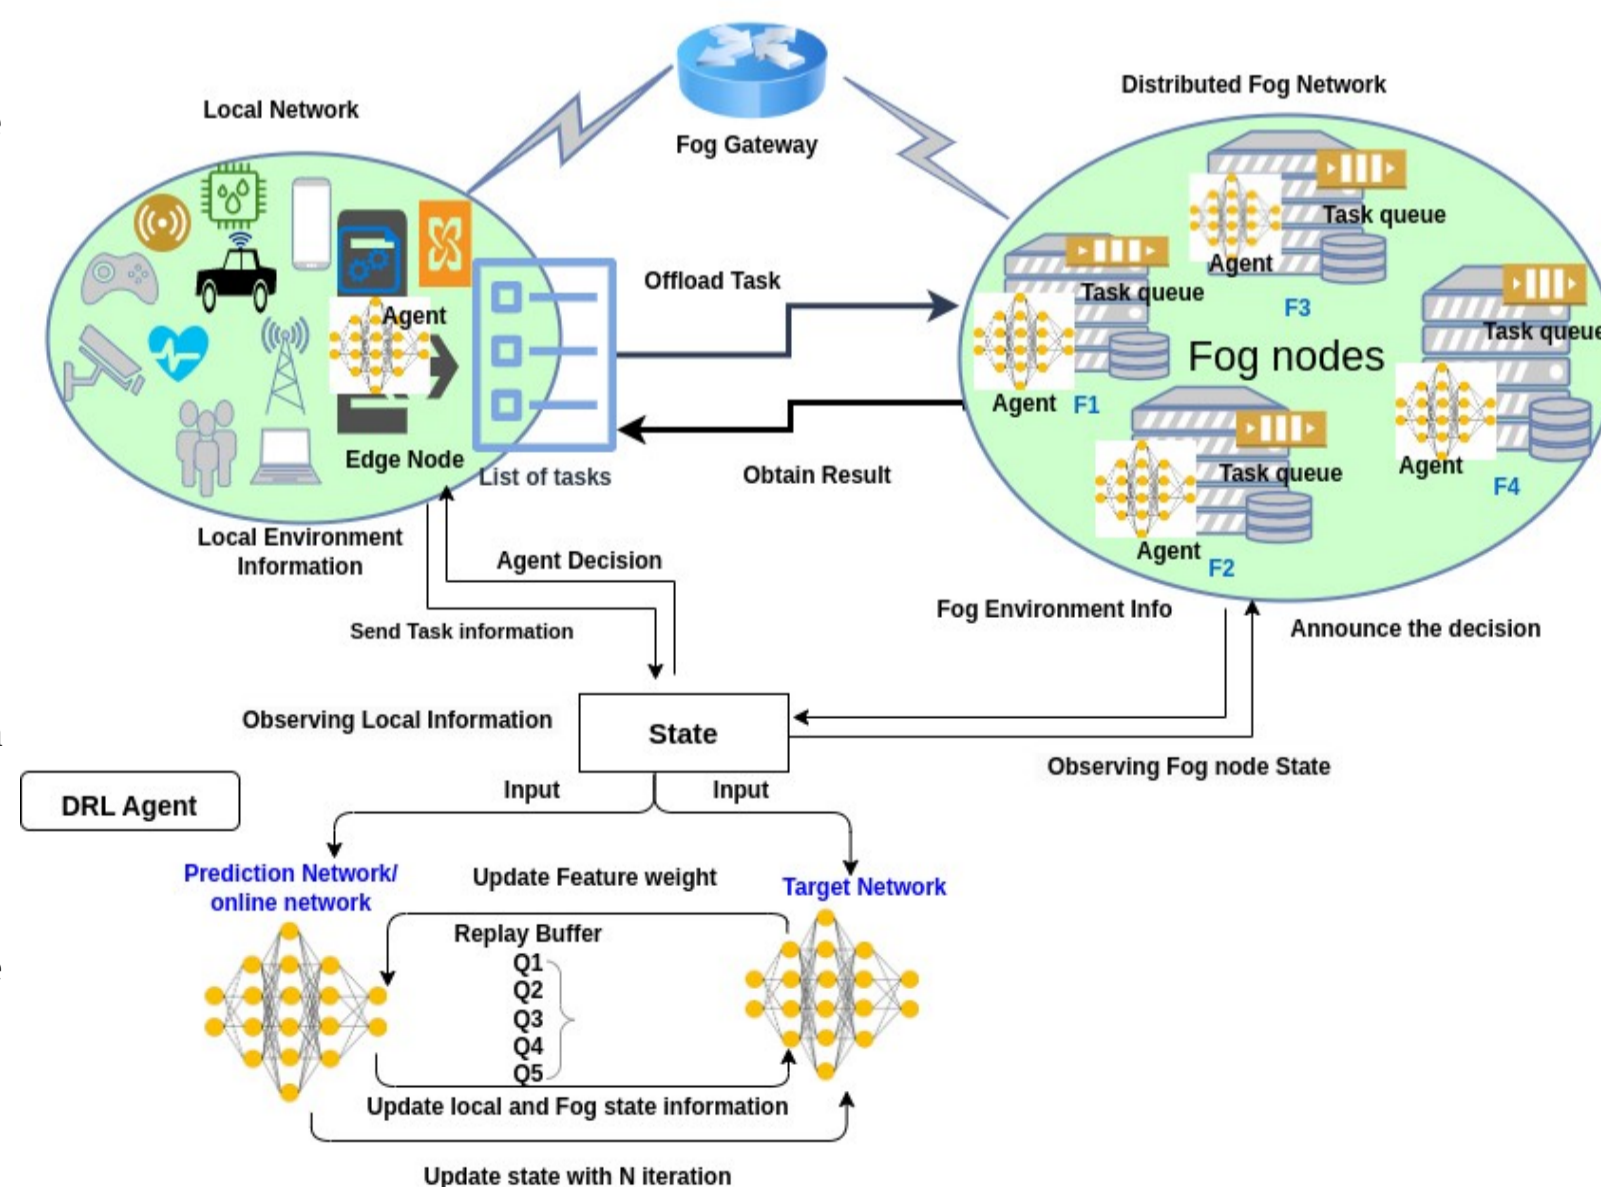 Distributed Fog Network
Local Network
Fog Gateway
Task queue
Agent
F3
Offload Task
Task queue
Agent
F1
Task queue
Agent
F4
Fog nodes
Agent
Edge Node
List of tasks
Obtain Result
Task queue
Agent
F2
Local Environment
Information
Agent Decision
Send Task information
Fog Environment Info
Announce the decision
Observing Local Information
State
Observing Fog node State
DRL Agent
Input
Input
Prediction Network/
online network
Update Feature weight
Target Network
Replay Buffer
Q1
Q2
Q3
Q4
Q5
Update local and Fog state information
Update state with N iteration